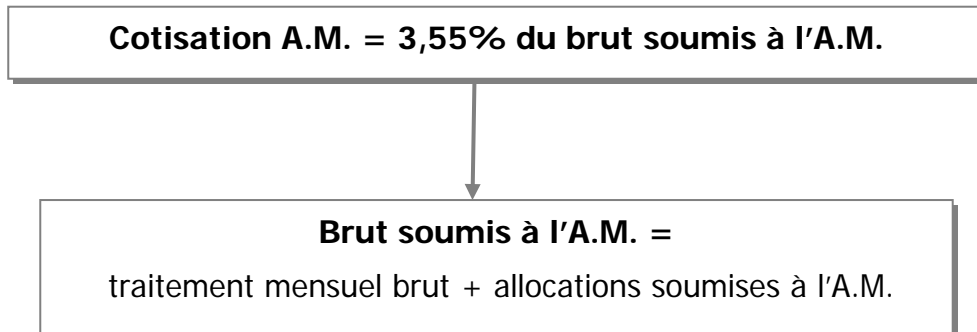 Cotisation A.M. = 3,55% du brut soumis à l'A.M.
Brut soumis à l'A.M. =
traitement mensuel brut + allocations soumises à l'A.M.